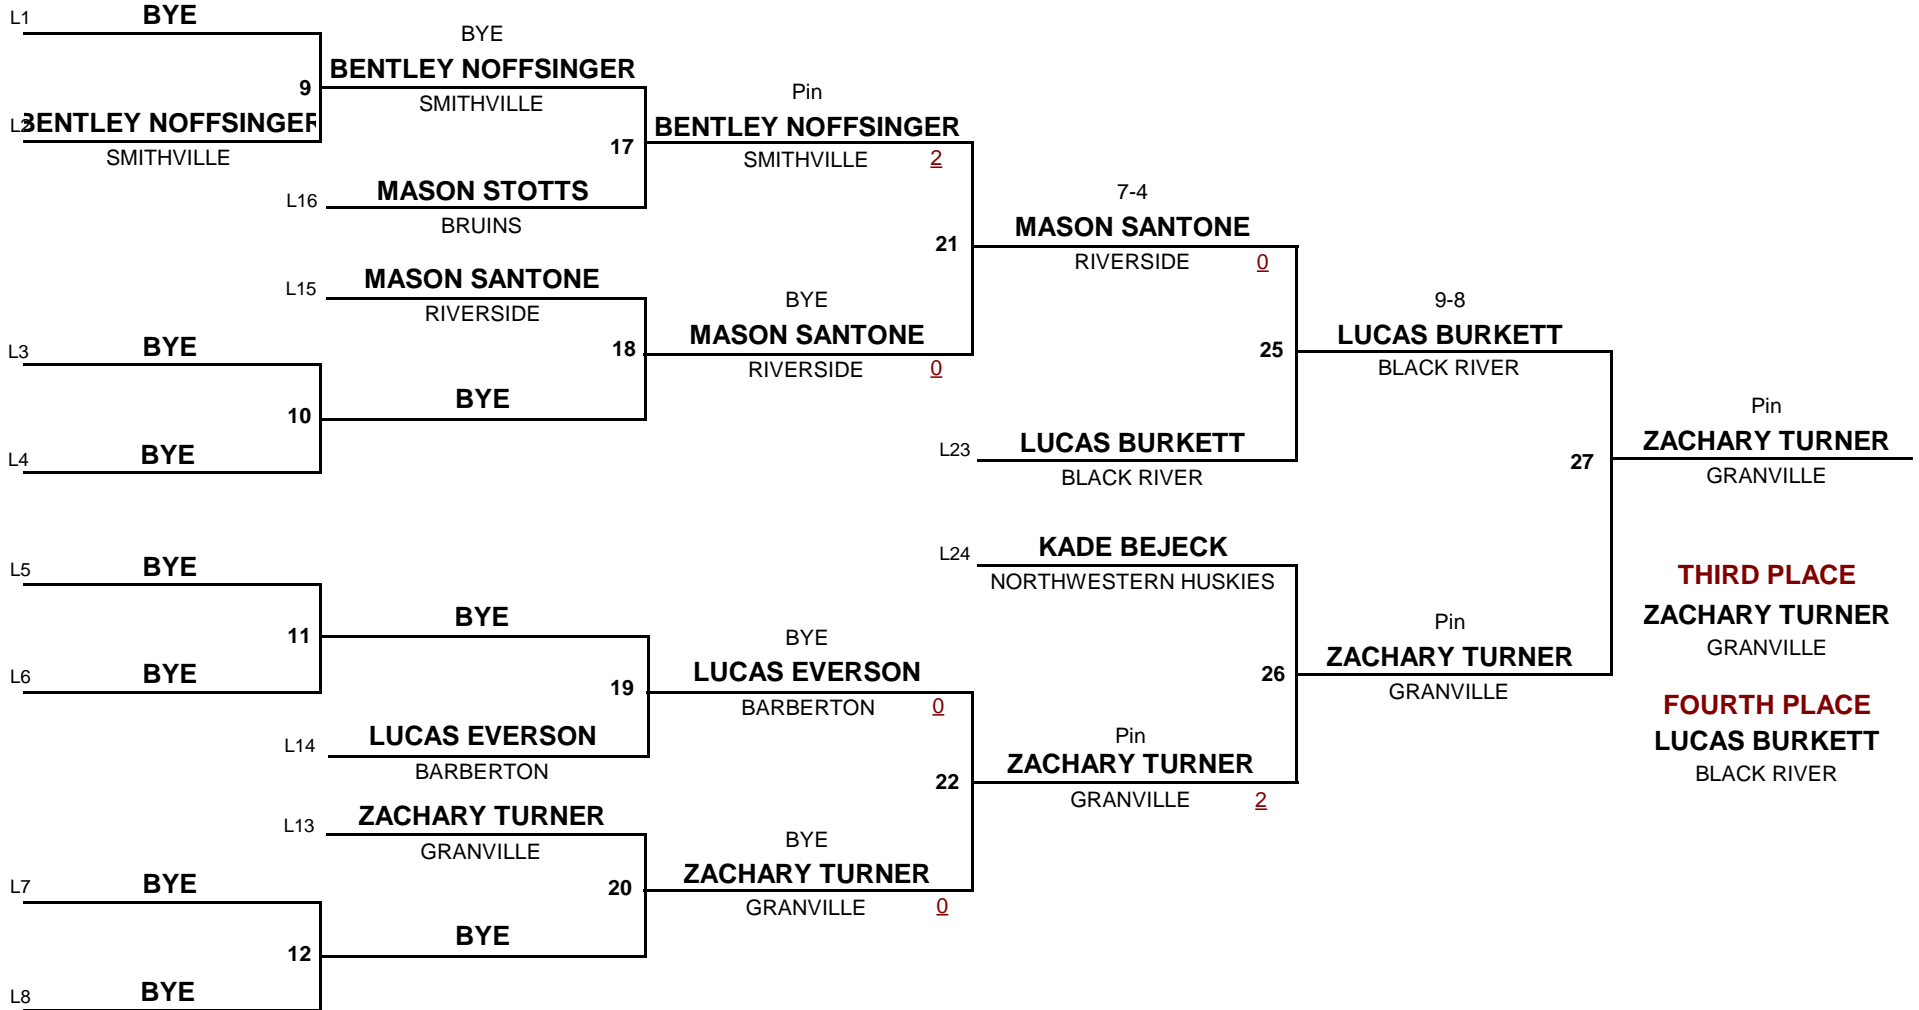 L1
BYE
9
L2
BENTLEY NOFFSINGER
SMITHVILLE
L3
BYE
10
L4
BYE
L5
BYE
11
L6
BYE
L7
BYE
12
L8
BYE
BYE
BENTLEY NOFFSINGER
SMITHVILLE
17
L16
MASON STOTTS
BRUINS
L15
MASON SANTONE
RIVERSIDE
18
BYE
BYE
19
L14
LUCAS EVERSON
BARBERTON
L13
ZACHARY TURNER
GRANVILLE
20
BYE
Pin
BENTLEY NOFFSINGER
SMITHVILLE 2
21
BYE
MASON SANTONE
RIVERSIDE 0
BYE
LUCAS EVERSON
BARBERTON 0
22
BYE
ZACHARY TURNER
GRANVILLE 0
7-4
MASON SANTONE
RIVERSIDE 0
25
L23
LUCAS BURKETT
BLACK RIVER
L24
KADE BEJECK
NORTHWESTERN HUSKIES
26
Pin
ZACHARY TURNER
GRANVILLE 2
9-8
LUCAS BURKETT
BLACK RIVER
27
Pin
ZACHARY TURNER
GRANVILLE
Pin
ZACHARY TURNER
GRANVILLE
THIRD PLACE
ZACHARY TURNER
GRANVILLE
FOURTH PLACE
LUCAS BURKETT
BLACK RIVER